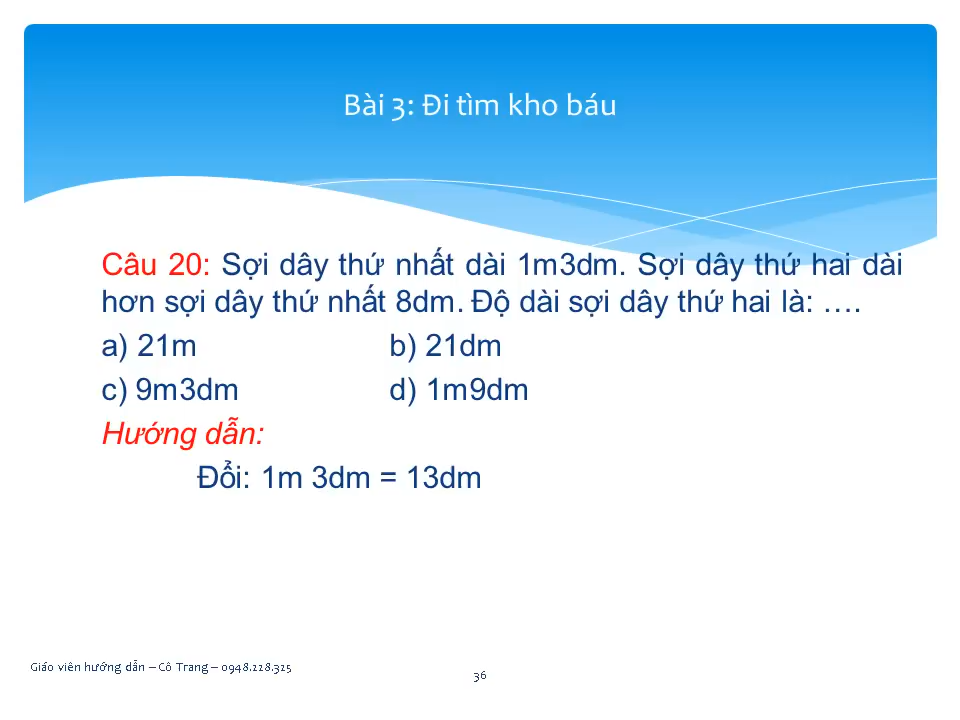 Bài 3: Đi tìm kho báu
Câu 20: Sợi dây thứ nhất dài 1m3dm. Sợi dây thứ hai dài
hơn sợi dây thứ nhất 8dm. Độ dài sợi dây thứ hai là: ….
a) 21m b) 21dm
c) 9m3dm d) 1m9dm
Hướng dẫn:
Đổi: 1m 3dm = 13dm
Giáo viên hướng dẫn – Cô Trang – 0948.228.325
36